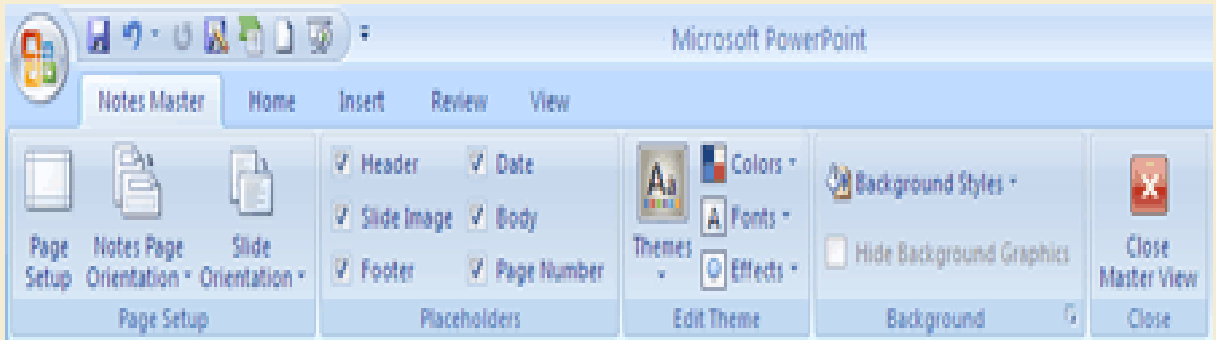 Microsoft PowerPoint
Notes Master Home Insert Review View
Page Setup
Notes Page Orientation
Slide Orientation
Header
Slide Image
Footer
Date
Body
Page Number
Themes
Colors
Fonts
Effects
Background Styles
Hide Background Graphics
Close Master View
Page Setup Placeholders Edit Theme Background Close